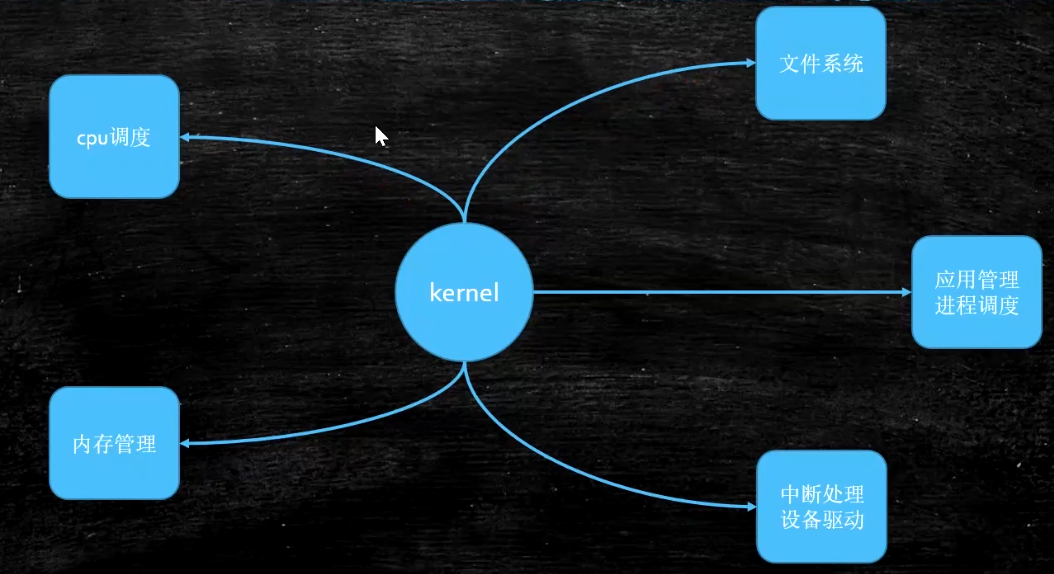 文件系统
cpu调度
kernel
应用管理
进程调度
内存管理
中断处理
设备驱动